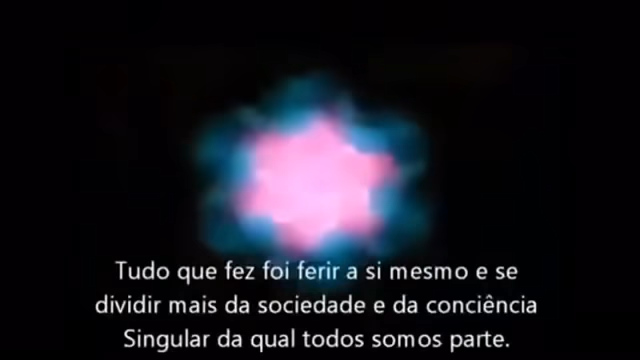 Tudo que fez foi ferir a si mesmo e se
dividir mais da sociedade e da conciência
Singular da qual todos somos parte.